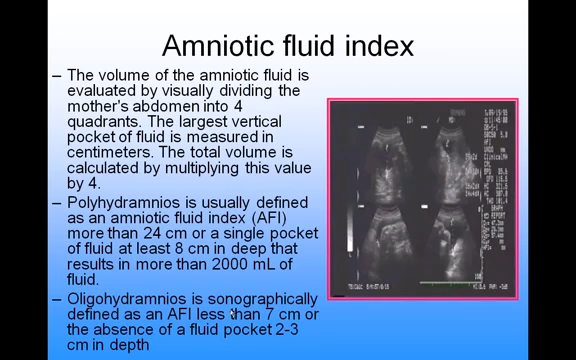 Amniotic fluid index
– The volume of the amniotic fluid is
evaluated by visually dividing the
mother's abdomen into 4
quadrants. The largest vertical
pocket of fluid is measured in
centimeters. The total volume is
calculated by multiplying this value
by 4.
– Polyhydramnios is usually defined
as an amniotic fluid index (AFI)
more than 24 cm or a single pocket
of fluid at least 8 cm in deep that
results in more than 2000 mL of
fluid.
– Oligohydramnios is sonographically
defined as an AFI less than 7 cm or
the absence of a fluid pocket 2-3
cm in depth